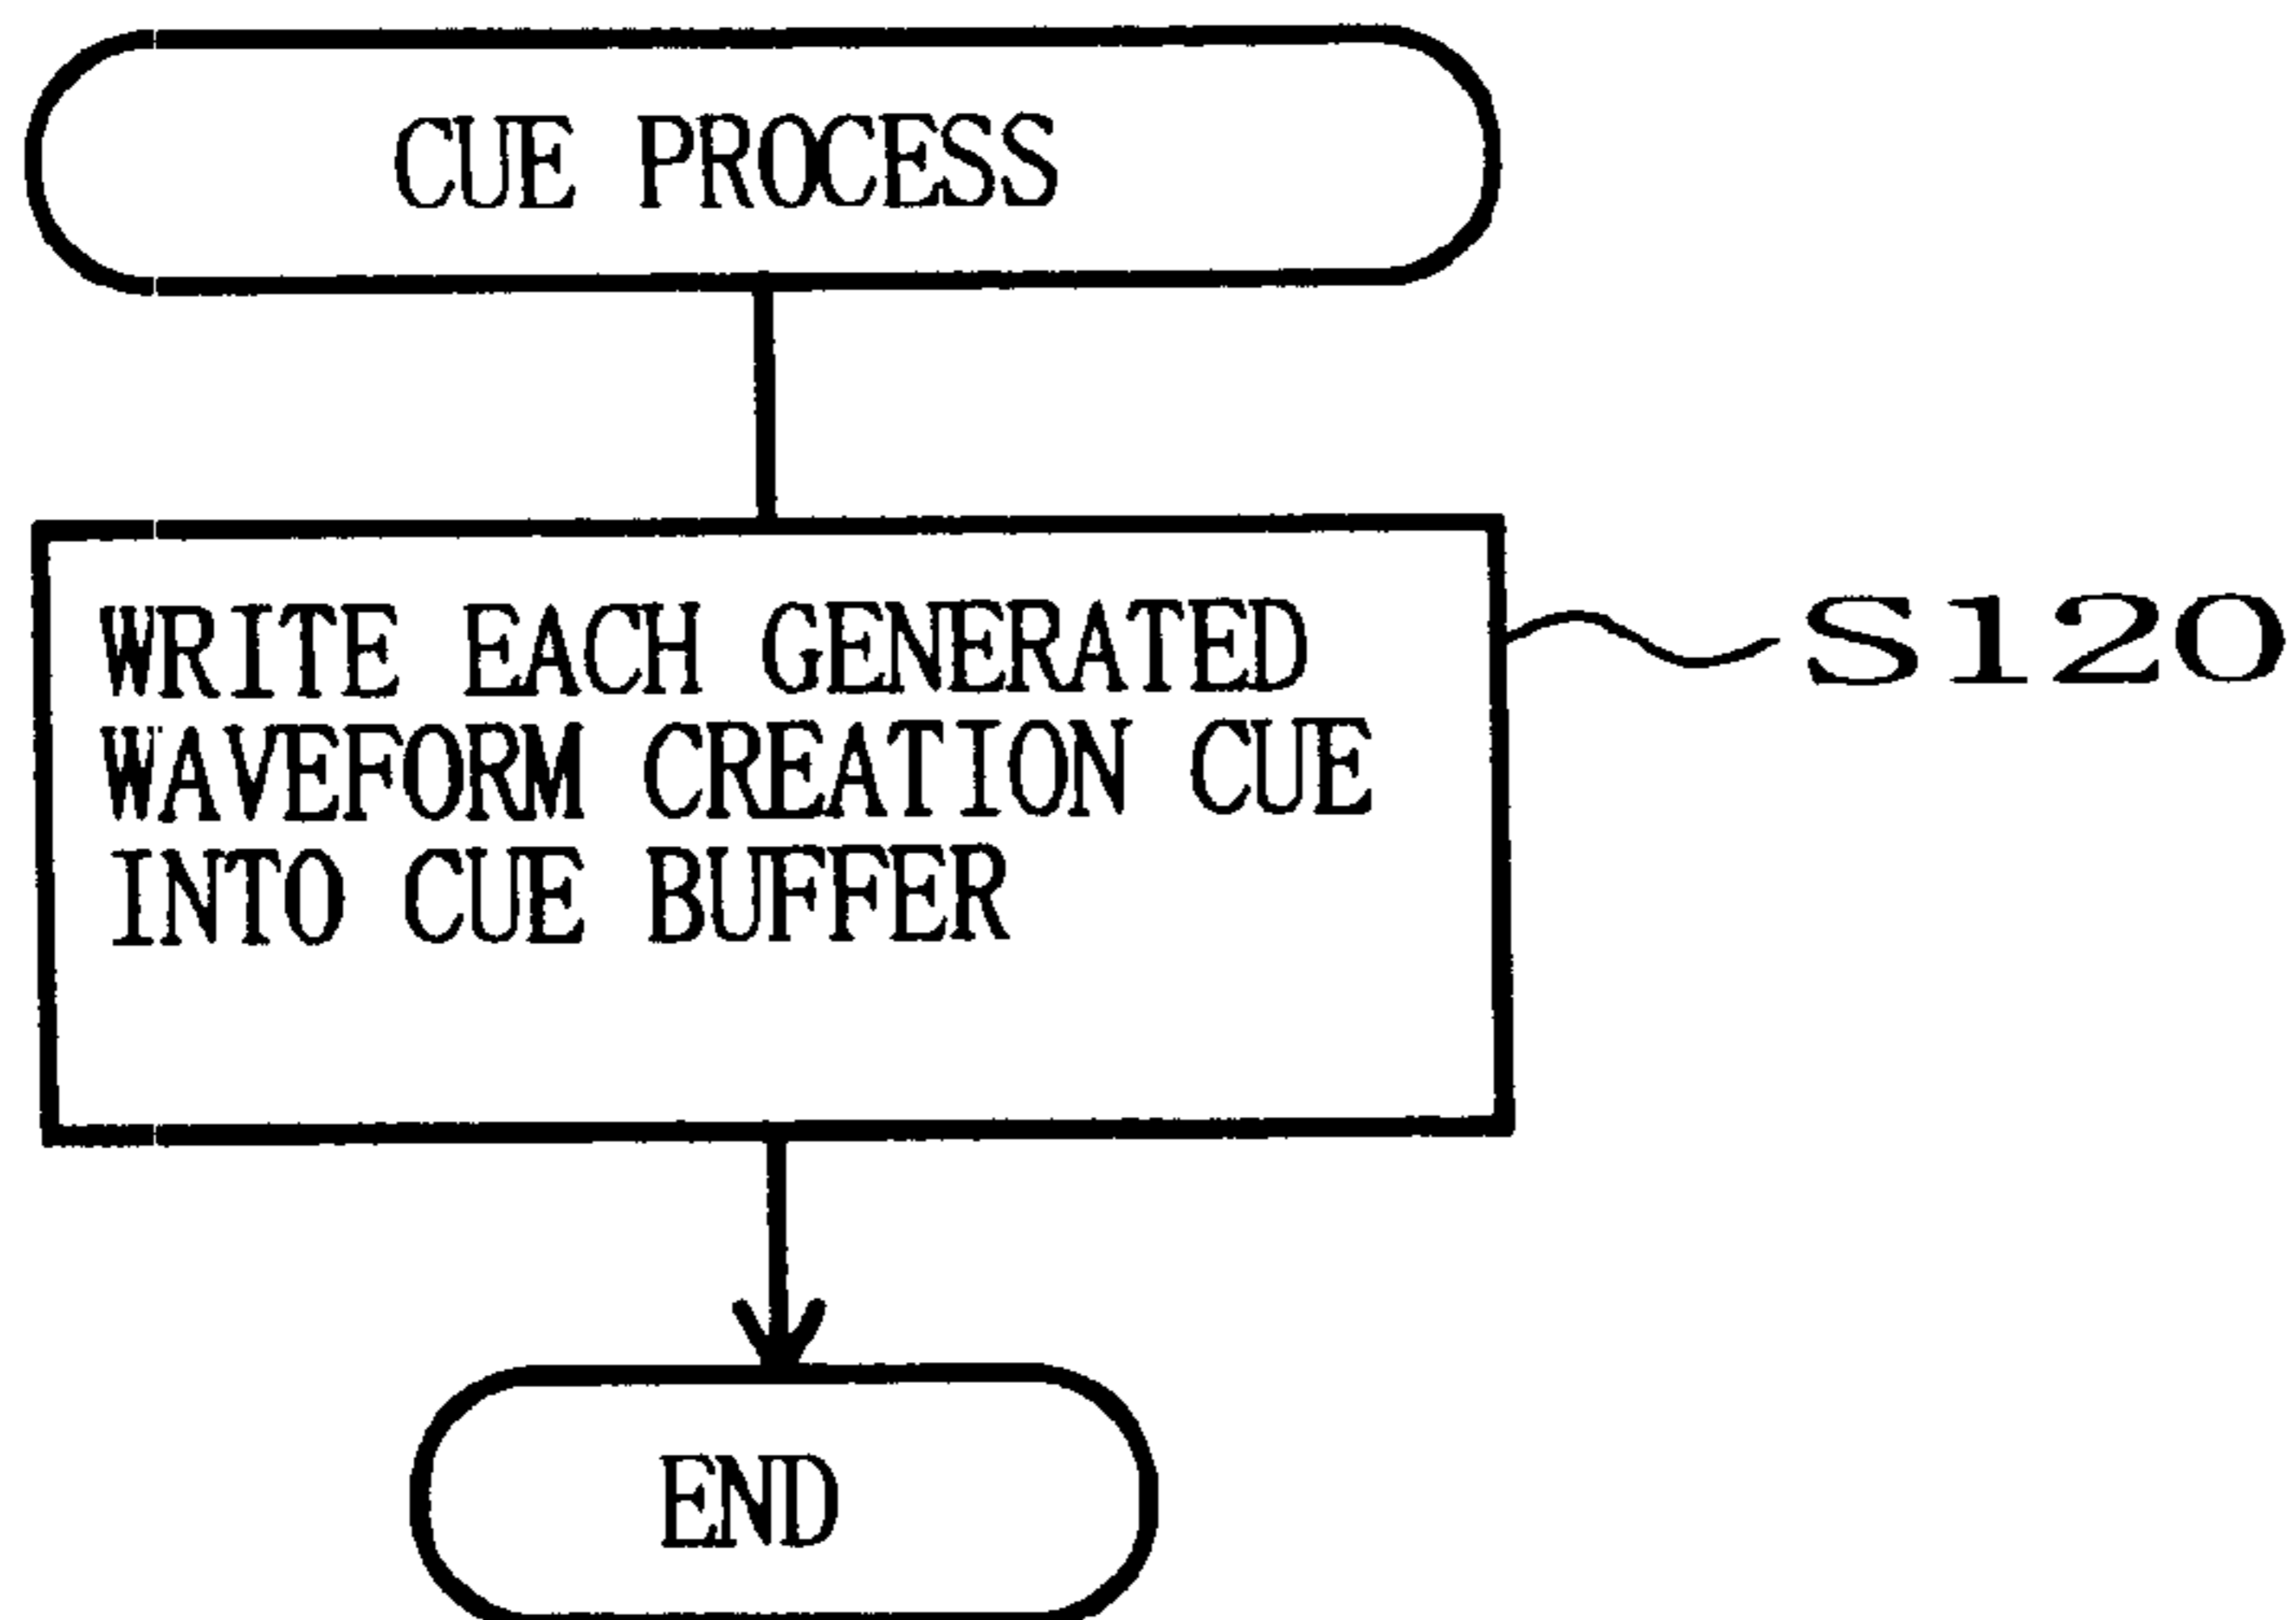 CUE PROCESS
WRITE EACH GENERATED
WAVEFORM CREATION CUE
INTO CUE BUFFER
S120
END